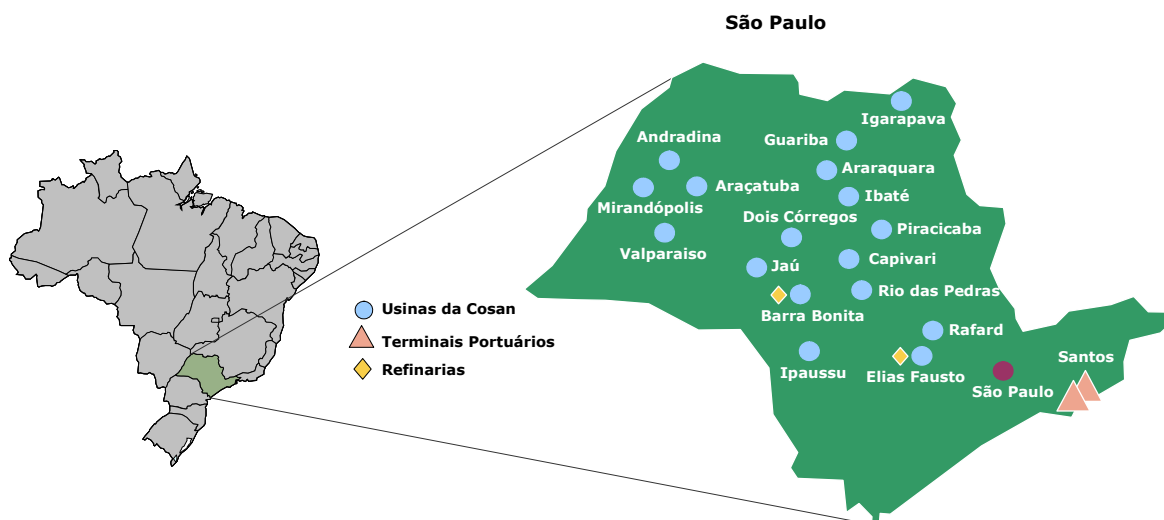 São Paulo
Igarapava
Guariba
Andradina
Araraquara
Araçatuba
Ibaté
Mirandópolis
Dois Córregos
Piracicaba
Valparaiso
Capivari
Jaú
Rio das Pedras
Usinas da Cosan
Barra Bonita
Rafard
Terminais Portuários
Santos
Refinarias
Ipaussu
Elias Fausto
São Paulo